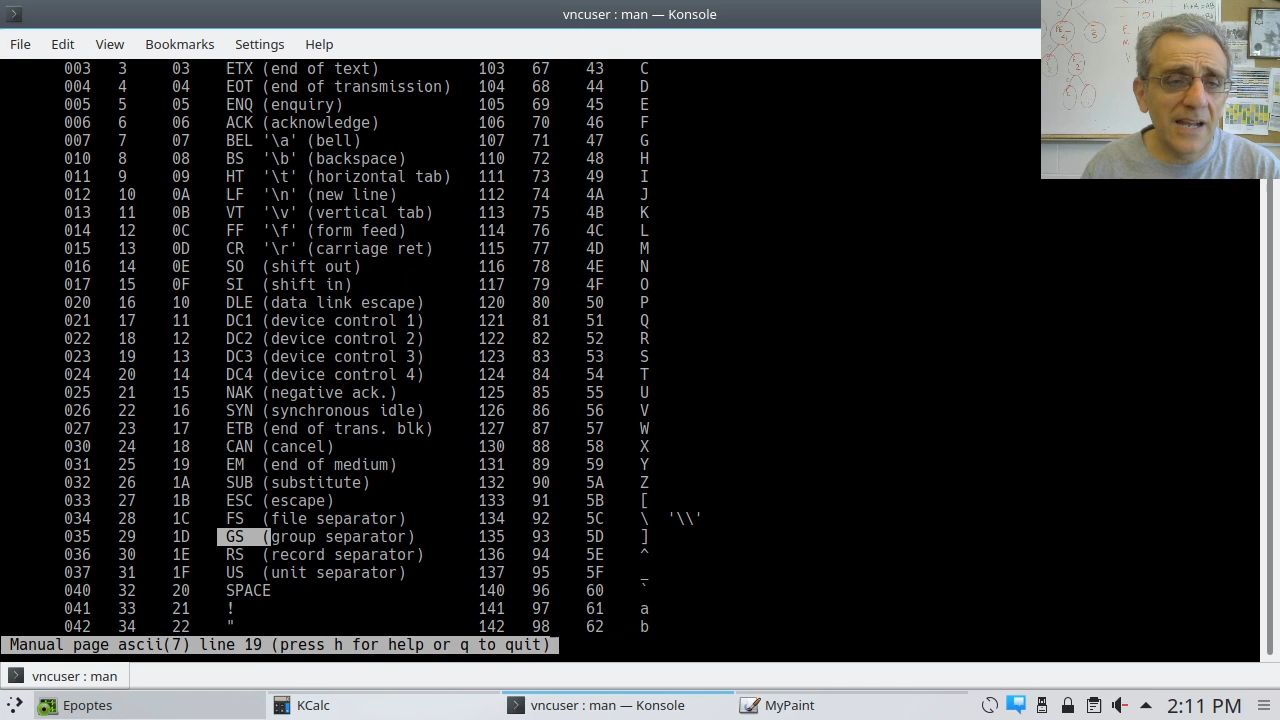 vncuser : man — Konsole
File Edit View Bookmarks Settings Help
003 3 03 ETX (end of text) 103 67 43 C
004 4 04 EOT (end of transmission) 104 68 44 D
005 5 05 ENQ (enquiry) 105 69 45 E
006 6 06 ACK (acknowledge) 106 70 46 F
007 7 07 BEL '\a' (bell) 107 71 47 G
010 8 08 BS '\b' (backspace) 110 72 48 H
011 9 09 HT '\t' (horizontal tab) 111 73 49 I
012 10 0A LF '\n' (new line) 112 74 4A J
013 11 0B VT '\v' (vertical tab) 113 75 4B K
014 12 0C FF '\f' (form feed) 114 76 4C L
015 13 0D CR '\r' (carriage ret) 115 77 4D M
016 14 0E SO (shift out) 116 78 4E N
017 15 0F SI (shift in) 117 79 4F O
020 16 10 DLE (data link escape) 120 80 50 P
021 17 11 DC1 (device control 1) 121 81 51 Q
022 18 12 DC2 (device control 2) 122 82 52 R
023 19 13 DC3 (device control 3) 123 83 53 S
024 20 14 DC4 (device control 4) 124 84 54 T
025 21 15 NAK (negative ack.) 125 85 55 U
026 22 16 SYN (synchronous idle) 126 86 56 V
027 23 17 ETB (end of trans. blk) 127 87 57 W
030 24 18 CAN (cancel) 130 88 58 X
031 25 19 EM (end of medium) 131 89 59 Y
032 26 1A SUB (substitute) 132 90 5A Z
033 27 1B ESC (escape) 133 91 5B [
034 28 1C FS (file separator) 134 92 5C \ '\\'
035 29 1D GS (group separator) 135 93 5D ]
036 30 1E RS (record separator) 136 94 5E ^
037 31 1F US (unit separator) 137 95 5F _
040 32 20 SPACE 140 96 60 `
041 33 21 ! 141 97 61 a
042 34 22 " 142 98 62 b
Manual page ascii(7) line 19 (press h for help or q to quit)
vncuser : man
Epoptes KCalc vncuser : man — Konsole MyPaint 2:11 PM